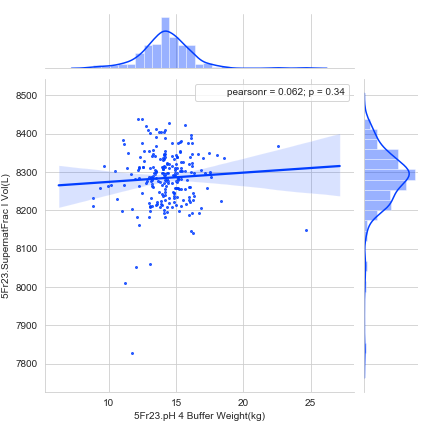 pearsonr = 0.062; p = 0.34
8500
8400
8300
8200
8100
8000
7900
7800
5Fr23.SupernatFrac I Vol(L)
10 15 20 25
5Fr23.pH 4 Buffer Weight(kg)